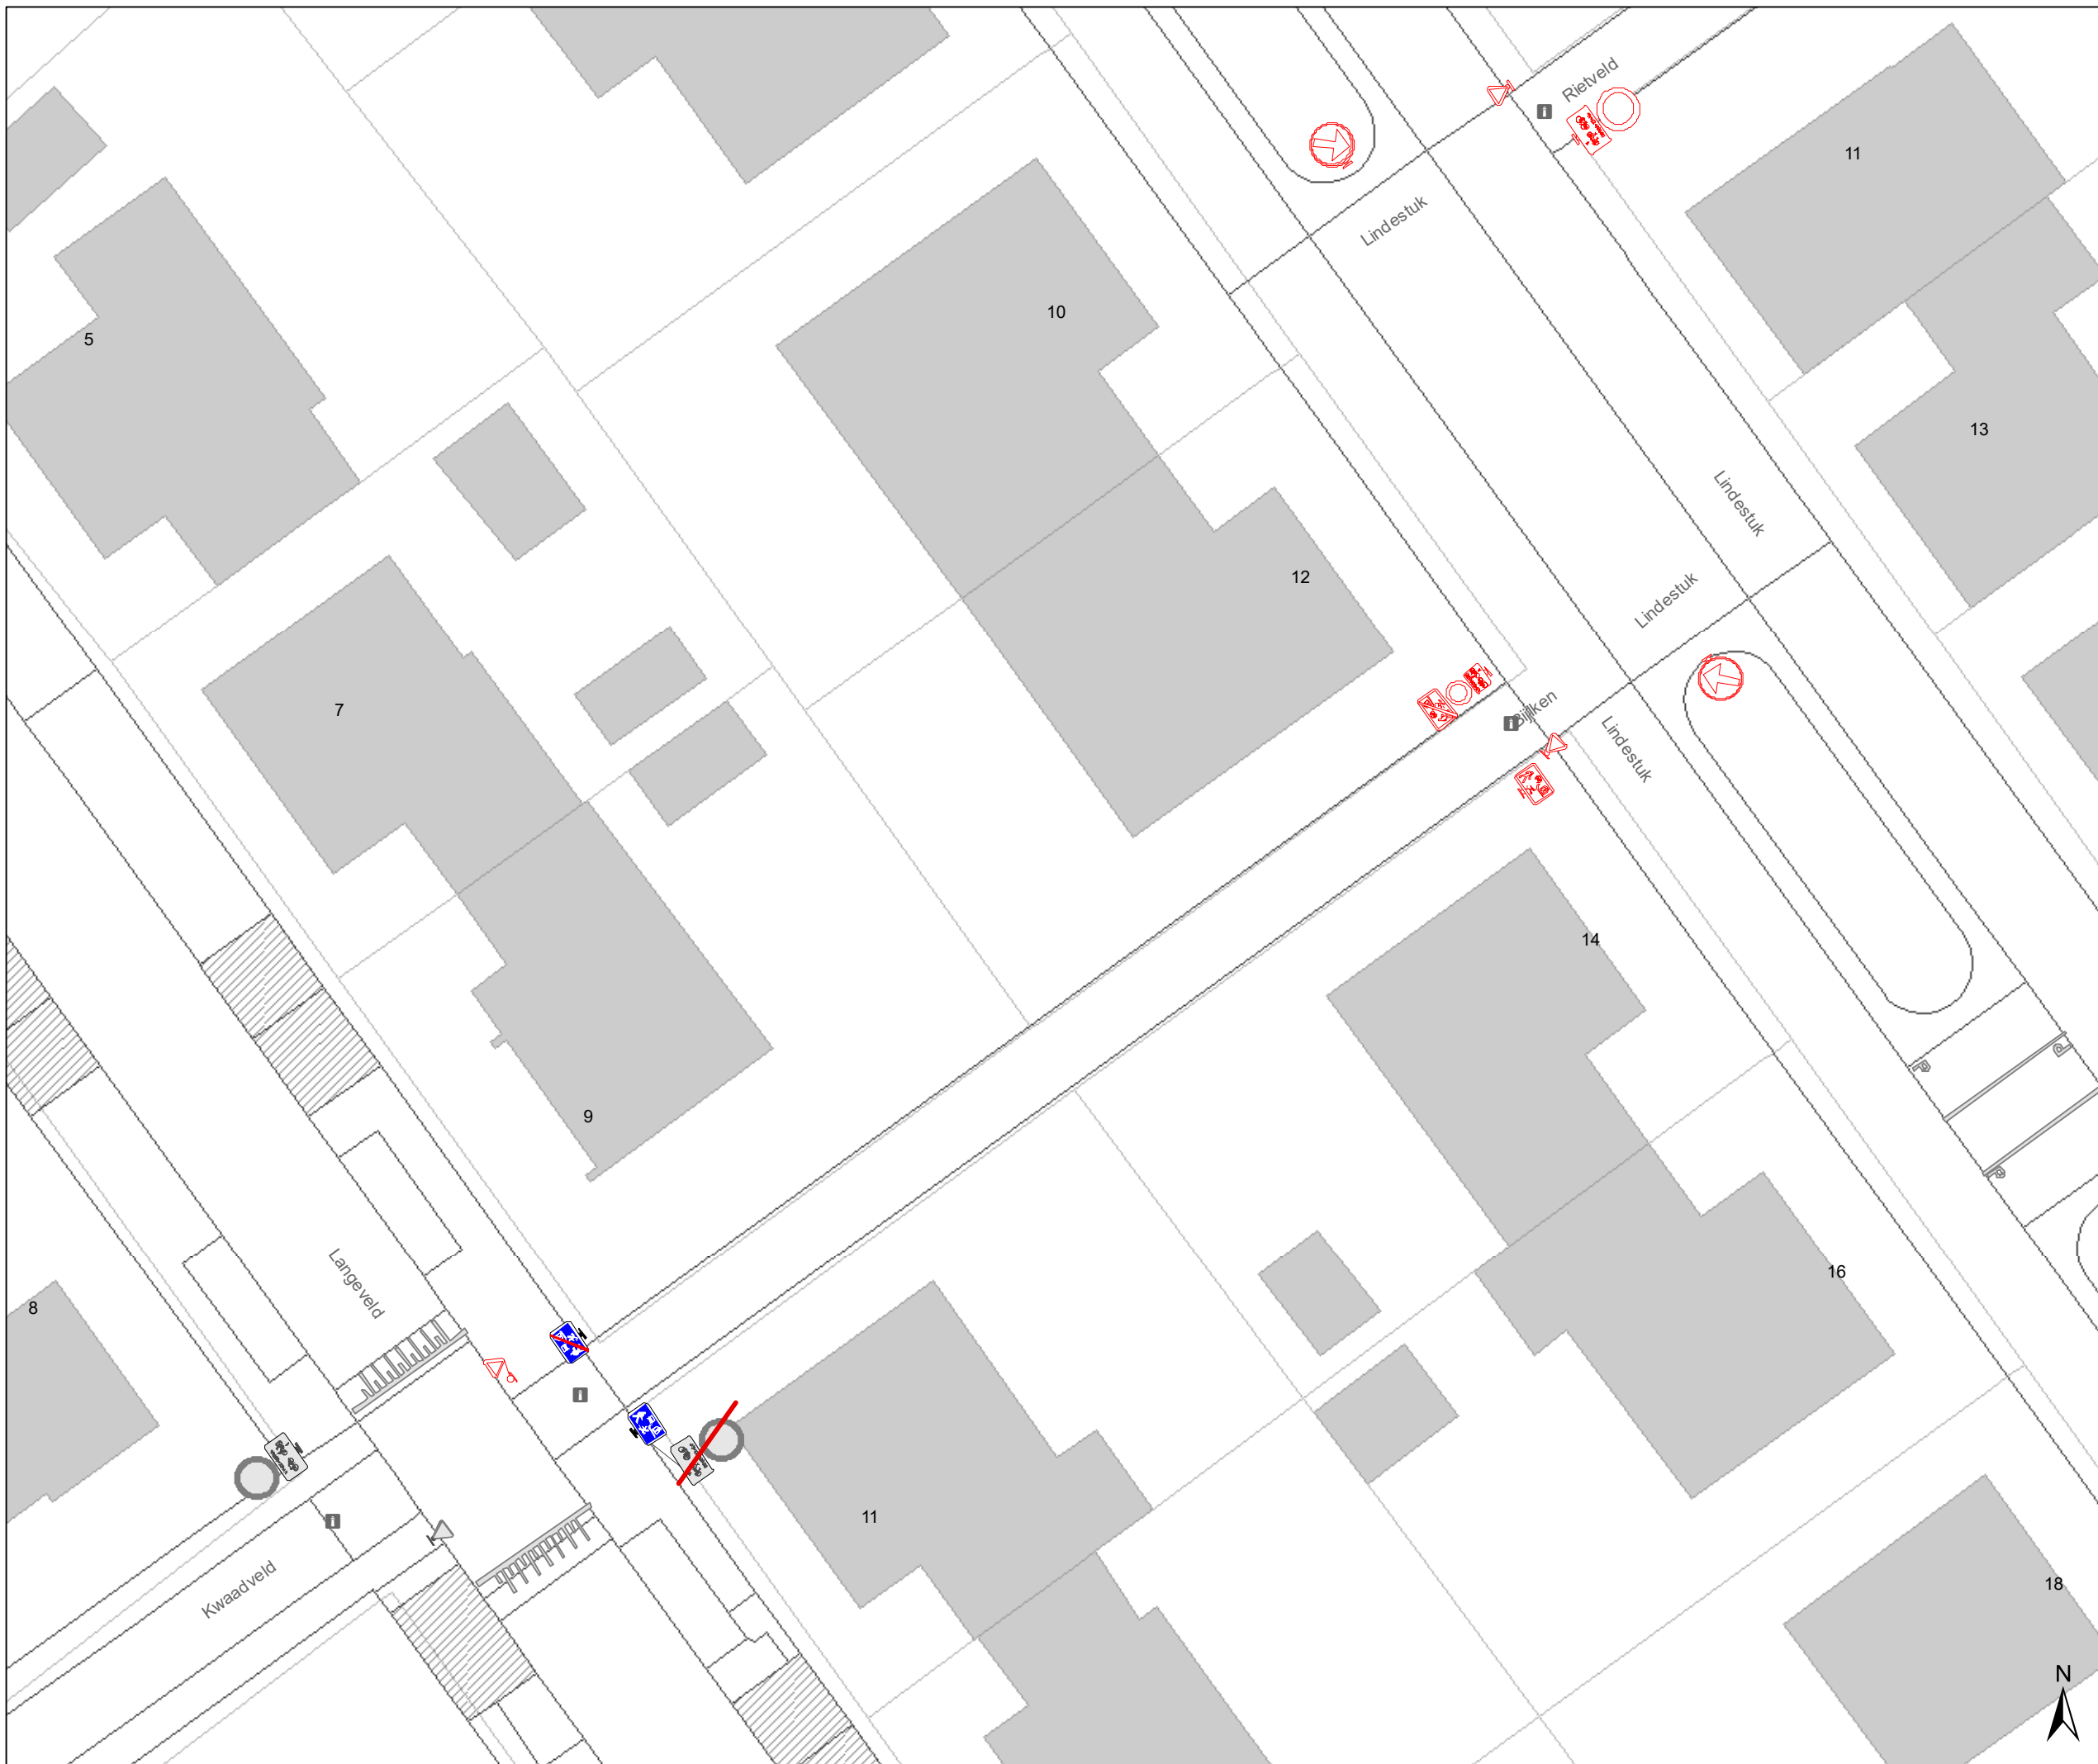 Rietveld
11
Lindestuk
10
5
13
Lindestuk
12
Lindestuk
7
Bijken
Lindestuk
14
P
P
9
P
16
Langeveld
8
11
Kwaadveld
18
N